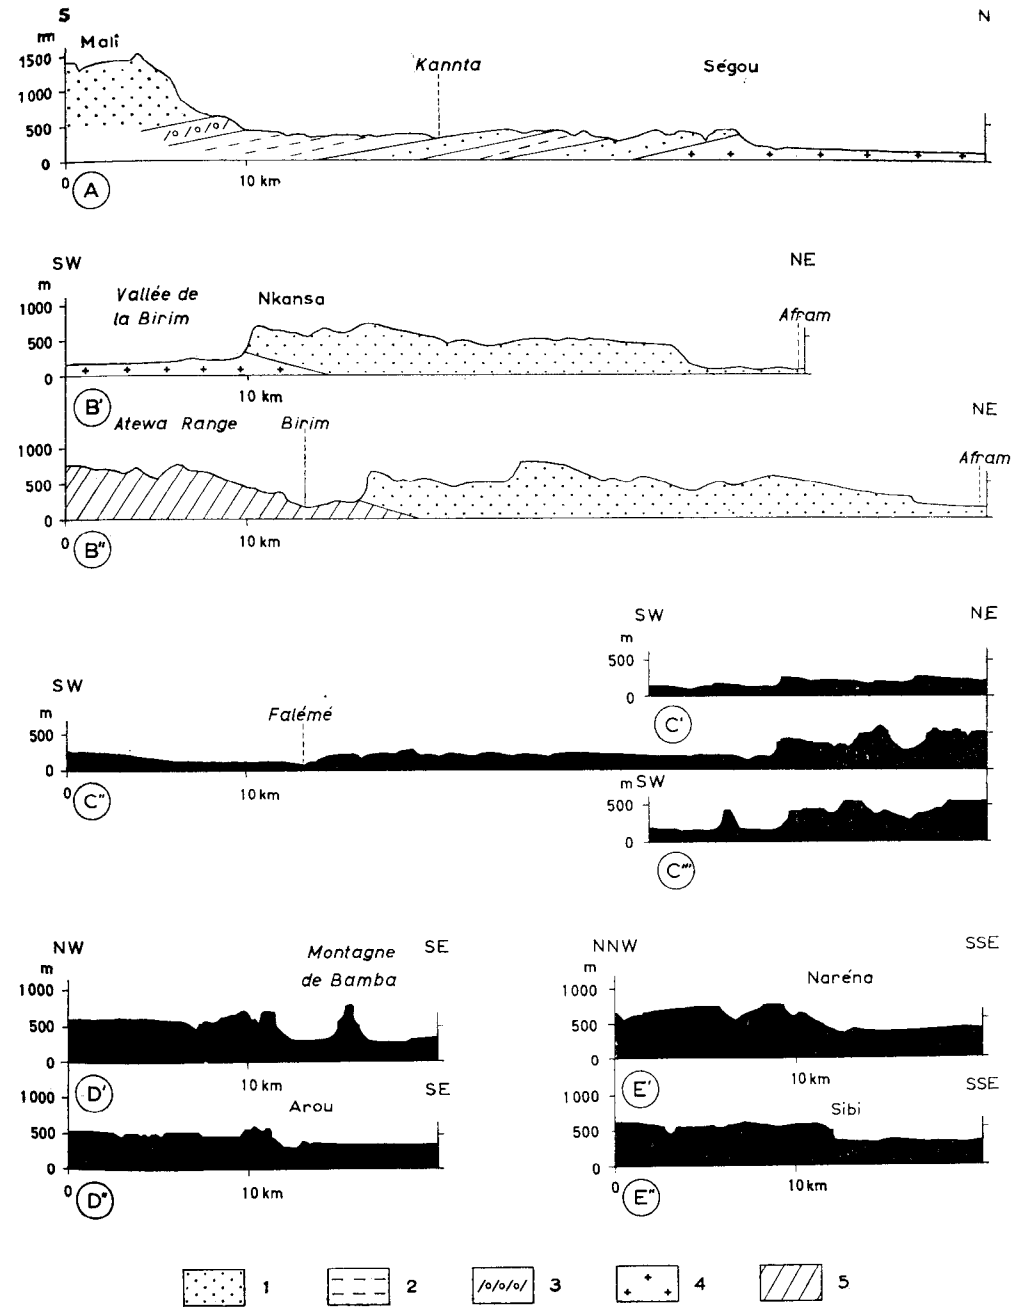 S
N
m
Mali
Kannta
Ségou
1500
1000
500
0
0
10 km
A
SW
NE
m
Vallée de
la Birim
Nkansa
Afram
1000
500
0
10 km
B'
NE
Atewa Range
Birim
Afram
1000
500
0
0
10 km
B"
SW
NE
m
500
0
C'
SW
m
Falémé
500
0
0
10 km
C"
m SW
500
0
C"'
NW
SE
m
Montagne
de Bamba
1000
500
0
10 km
D'
SE
Arou
1000
500
0
0
10 km
D"
NNW
SSE
m
Naréna
1000
500
0
10 km
E'
SSE
Sibi
1000
500
0
0
10 km
E"
1
2
3
4
5